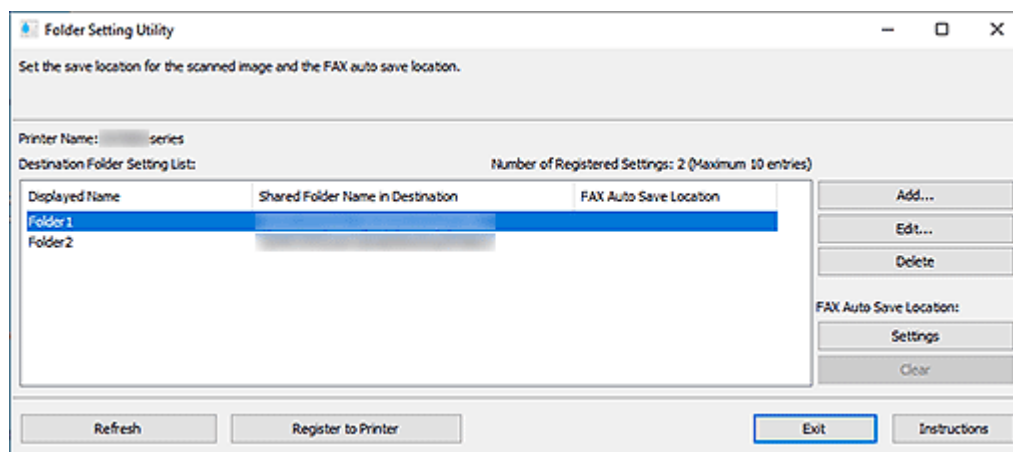 Folder Setting Utility
Set the save location for the scanned image and the FAX auto save location.
Printer Name: series
Destination Folder Setting List: Number of Registered Settings: 2 (Maximum 10 entries)
Displayed Name Shared Folder Name in Destination FAX Auto Save Location
Add...
Folder1
Edit...
Folder2
Delete
FAX Auto Save Location:
Settings
Clear
Refresh Register to Printer Exit Instructions